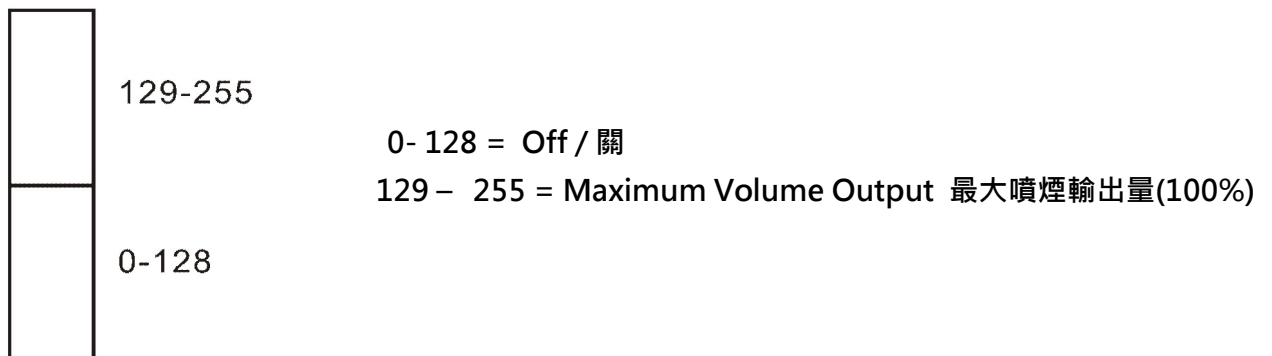 129-255
0- 128 =  Off / 關
129 –  255 = Maximum Volume Output  最大噴煙輸出量(100%)
0-128